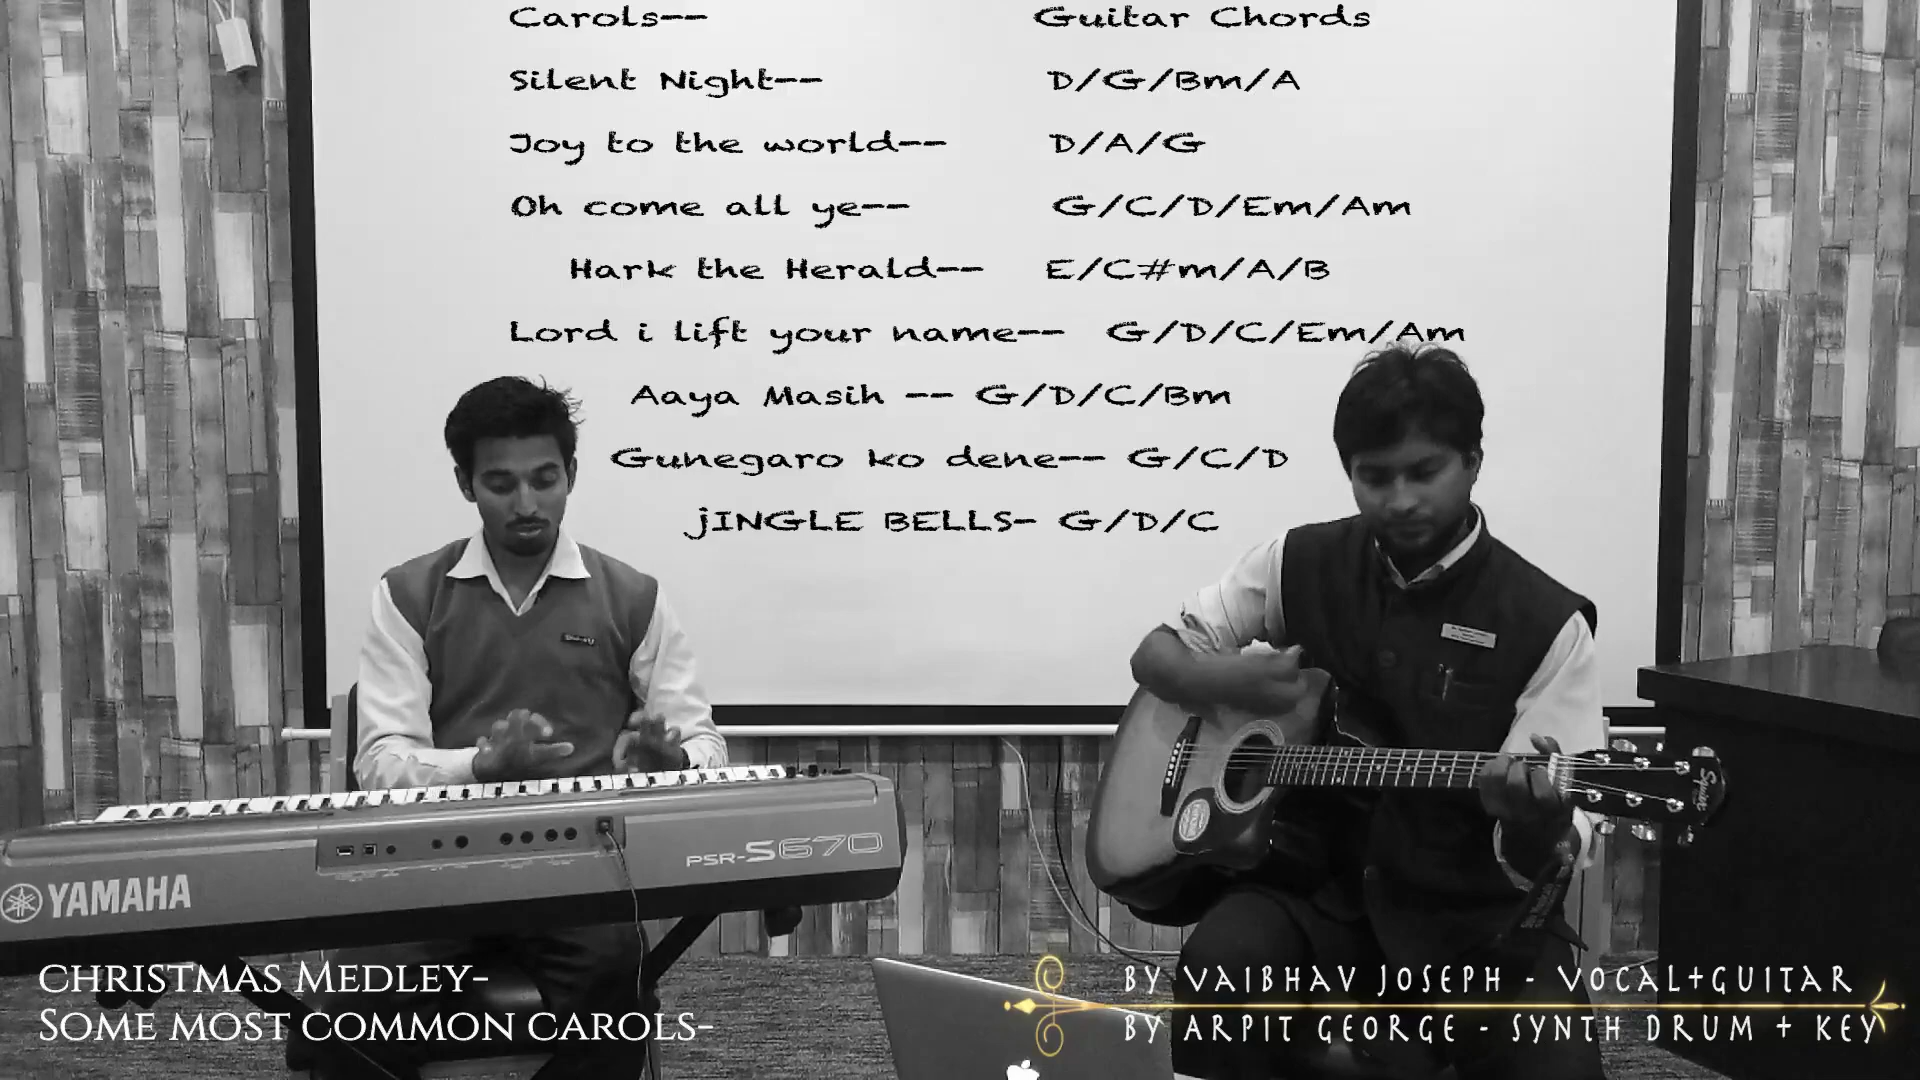 Carols-- Guitar Chords
Silent Night-- D/G/Bm/A
Joy to the world-- D/A/G
Oh come all ye-- G/C/D/Em/Am
Hark the Herald-- E/C#m/A/B
Lord i lift your name-- G/D/C/Em/Am
Aaya Masih -- G/D/C/Bm
Gunegaro ko dene-- G/C/D
jINGLE BELLS- G/D/C
Squier
PSR-S670
YAMAHA
CHRISTMAS MEDLEY-
SOME MOST COMMON CAROLS-
BY VAIBHAV JOSEPH - VOCAL+GUITAR
BY ARPIT GEORGE - SYNTH DRUM + KEY